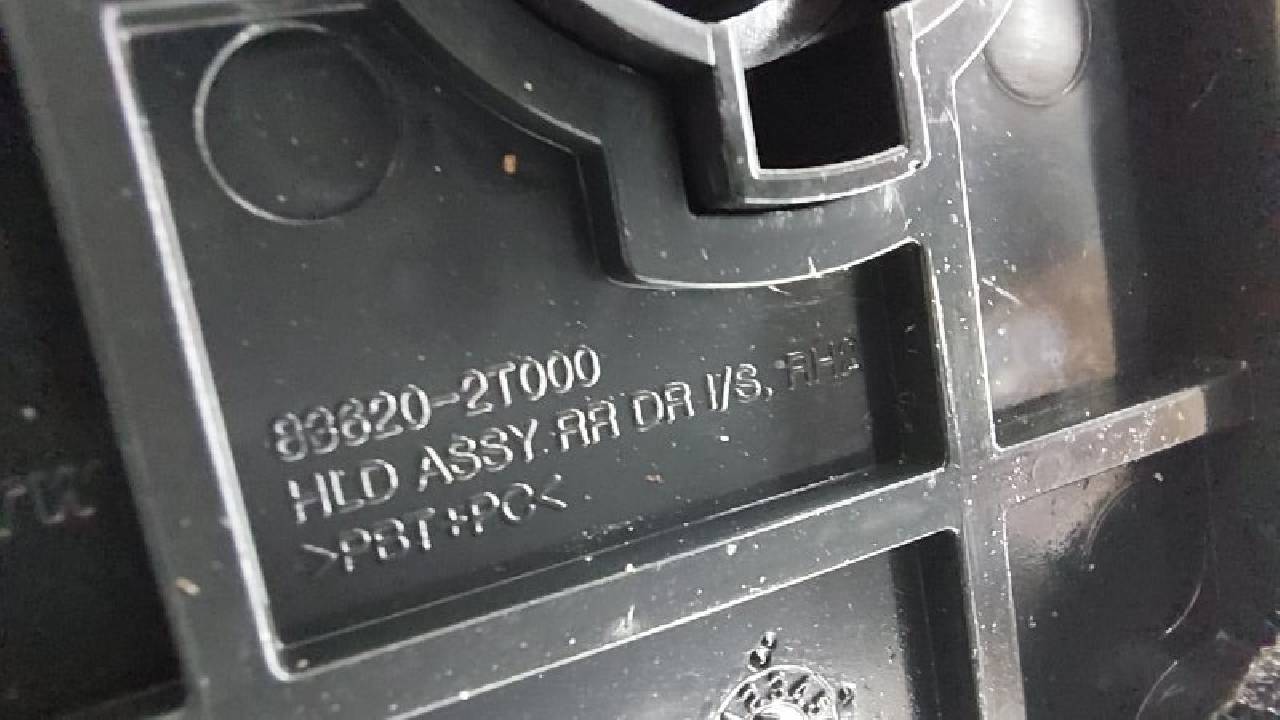 83620-2T000
HLD ASSY.RR DR I/S, RH
>PBT+PC<